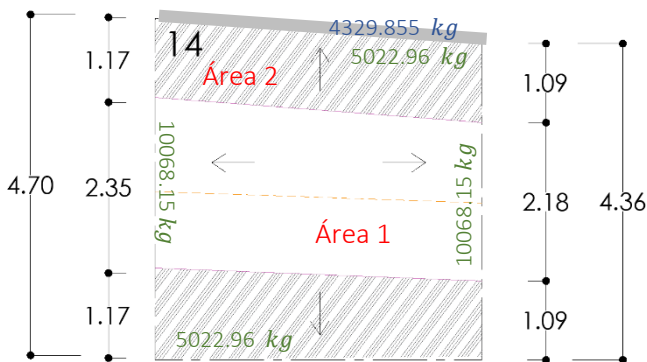 4329.855 kg
14
5022.96 kg
1.17
Área 2
1.09
10068.15 kg
10068.15 kg
4.70
2.35
2.18
4.36
Área 1
1.17
1.09
5022.96 kg